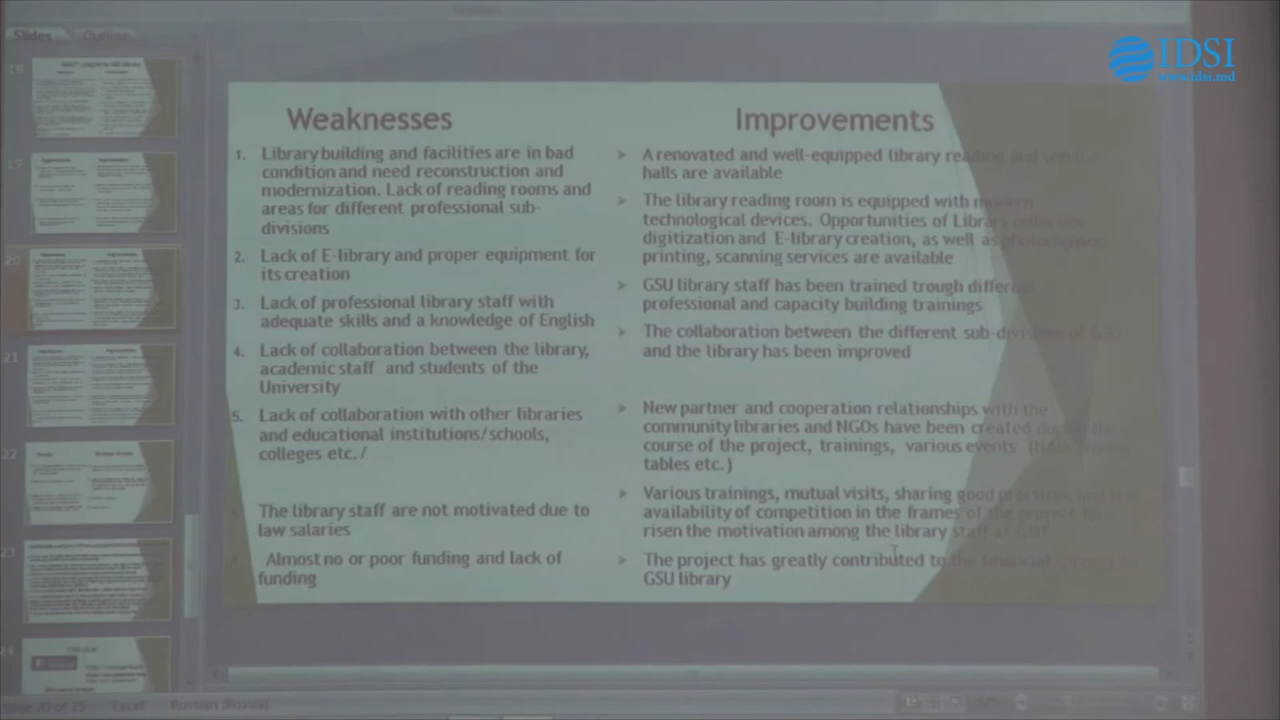 Slides Outline
IDSI
www.idsi.md
18
19
20
21
22
23
24
Weaknesses
1. Library building and facilities are in bad
condition and need reconstruction and
modernization. Lack of reading rooms and
areas for different professional sub-
divisions
2. Lack of E-library and proper equipment for
its creation
3. Lack of professional library staff with
adequate skills and a knowledge of English
4. Lack of collaboration between the library,
academic staff and students of the
University
5. Lack of collaboration with other libraries
and educational institutions/schools,
colleges etc./
The library staff are not motivated due to
law salaries
Almost no or poor funding and lack of
funding
Improvements
A renovated and well-equipped library reading and service
halls are available
The library reading room is equipped with modern
technological devices. Opportunities of Library
digitization and E-library creation, as well as
printing, scanning services are available
GSU library staff has been trained trough different
professional and capacity building trainings
The collaboration between the different sub-divisions of GSU
and the library has been improved
New partner and cooperation relationships with the
community libraries and NGOs have been created during the
course of the project, trainings, various events
tables etc.)
Various trainings, mutual visits, sharing good practices, and the
availability of competition in the frames of the project
risen the motivation among the library staff at GSU
The project has greatly contributed to the financial
GSU library
Slide 20 of 25 Facet Russian (Russia)